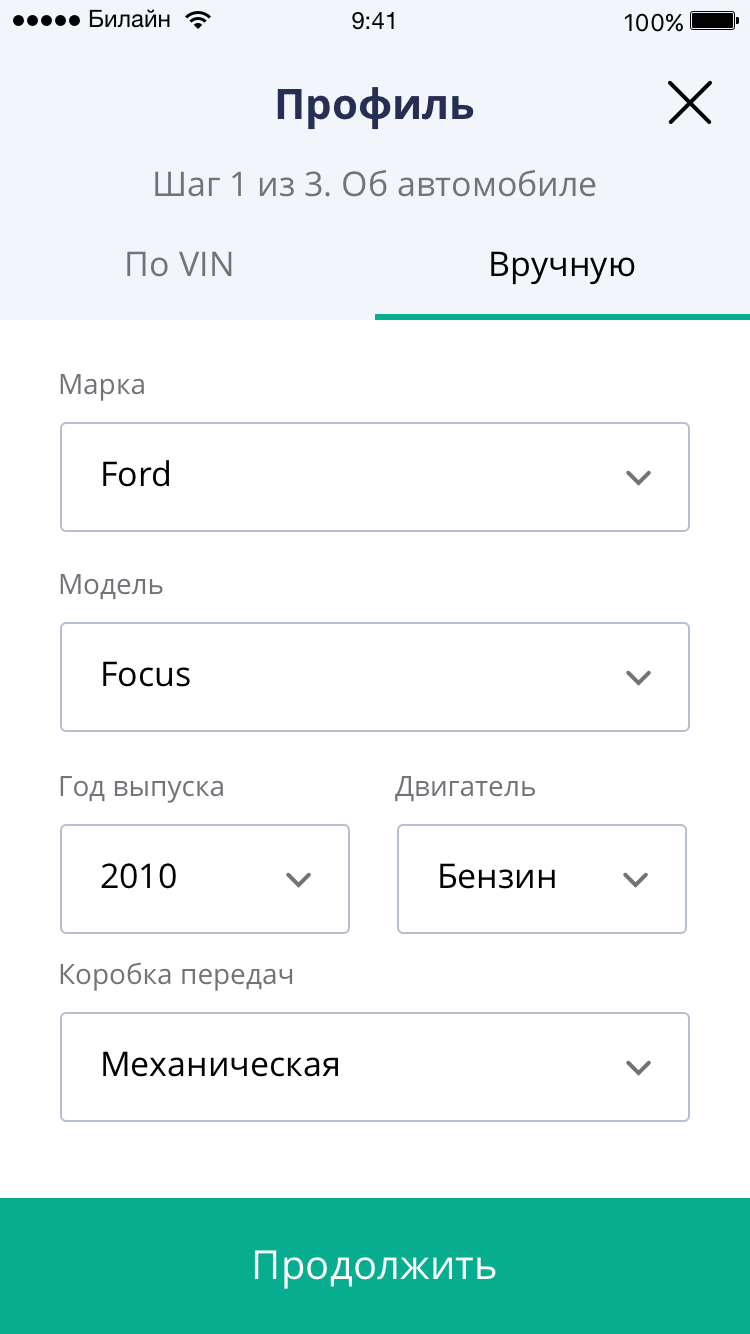 ●●●●● Билайн 9:41 100%
Профиль
Шаг 1 из 3. Об автомобиле
По VIN Вручную
Марка
Ford
Модель
Focus
Год выпуска Двигатель
2010 Бензин
Коробка передач
Механическая
Продолжить